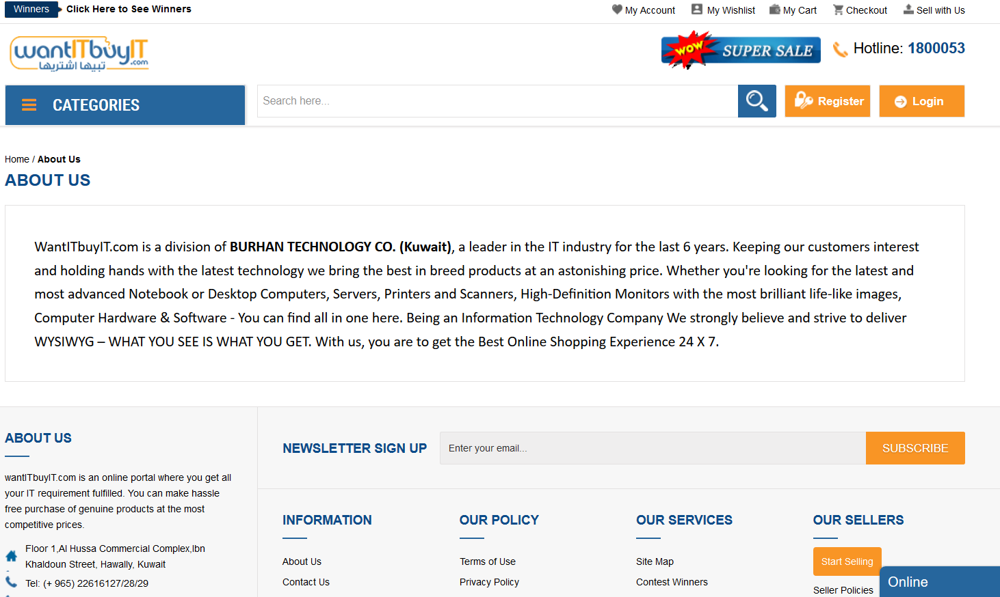 Winners
Click Here to See Winners
My Account
My Wishlist
My Cart
Checkout
Sell with Us
wantITbuyIT.com
تبيها اشتريها
WOW SUPER SALE
Hotline: 1800053
CATEGORIES
Search here...
Register
Login
Home / About Us
ABOUT US
WantITbuyIT.com is a division of BURHAN TECHNOLOGY CO. (Kuwait), a leader in the IT industry for the last 6 years. Keeping our customers interest
and holding hands with the latest technology we bring the best in breed products at an astonishing price. Whether you're looking for the latest and
most advanced Notebook or Desktop Computers, Servers, Printers and Scanners, High-Definition Monitors with the most brilliant life-like images,
Computer Hardware & Software - You can find all in one here. Being an Information Technology Company We strongly believe and strive to deliver
WYSIWYG – WHAT YOU SEE IS WHAT YOU GET. With us, you are to get the Best Online Shopping Experience 24 X 7.
ABOUT US
wantITbuyIT.com is an online portal where you get all
your IT requirement fulfilled. You can make hassle
free purchase of genuine products at the most
competitive prices.
Floor 1,Al Hussa Commercial Complex,Ibn
Khaldoun Street, Hawally, Kuwait
Tel: (+ 965) 22616127/28/29
NEWSLETTER SIGN UP
Enter your email...
SUBSCRIBE
INFORMATION
About Us
Contact Us
OUR POLICY
Terms of Use
Privacy Policy
OUR SERVICES
Site Map
Contest Winners
OUR SELLERS
Start Selling
Seller Policies
Online